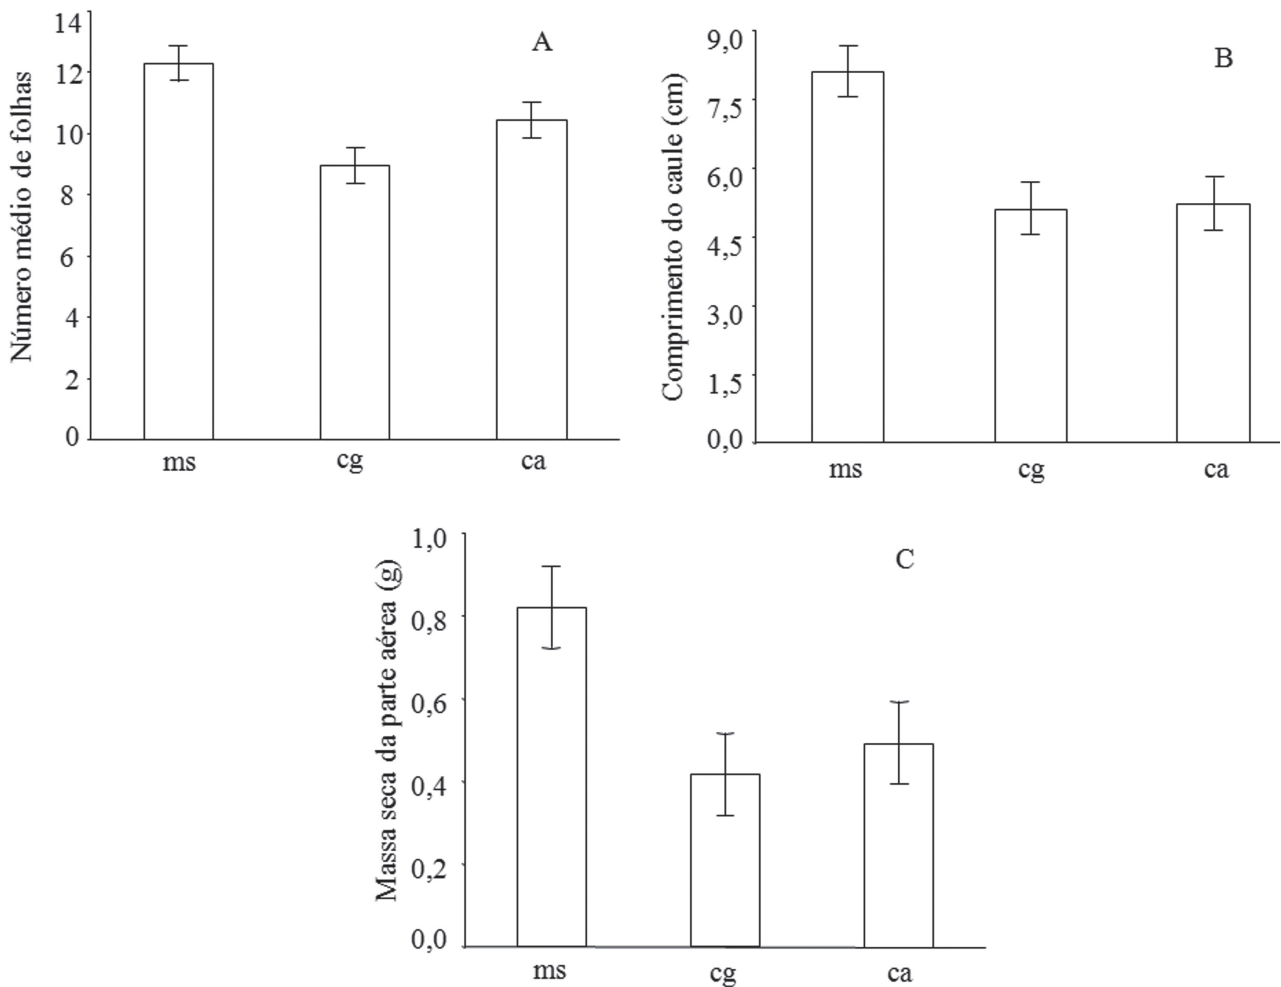 Número médio de folhas
14
12
10
8
6
4
2
0
A
ms
cg
ca
Comprimento do caule (cm)
9,0
7,5
6,0
4,5
3,0
1,5
0,0
B
ms
cg
ca
Massa seca da parte aérea (g)
1,0
0,8
0,6
0,4
0,2
0,0
C
ms
cg
ca